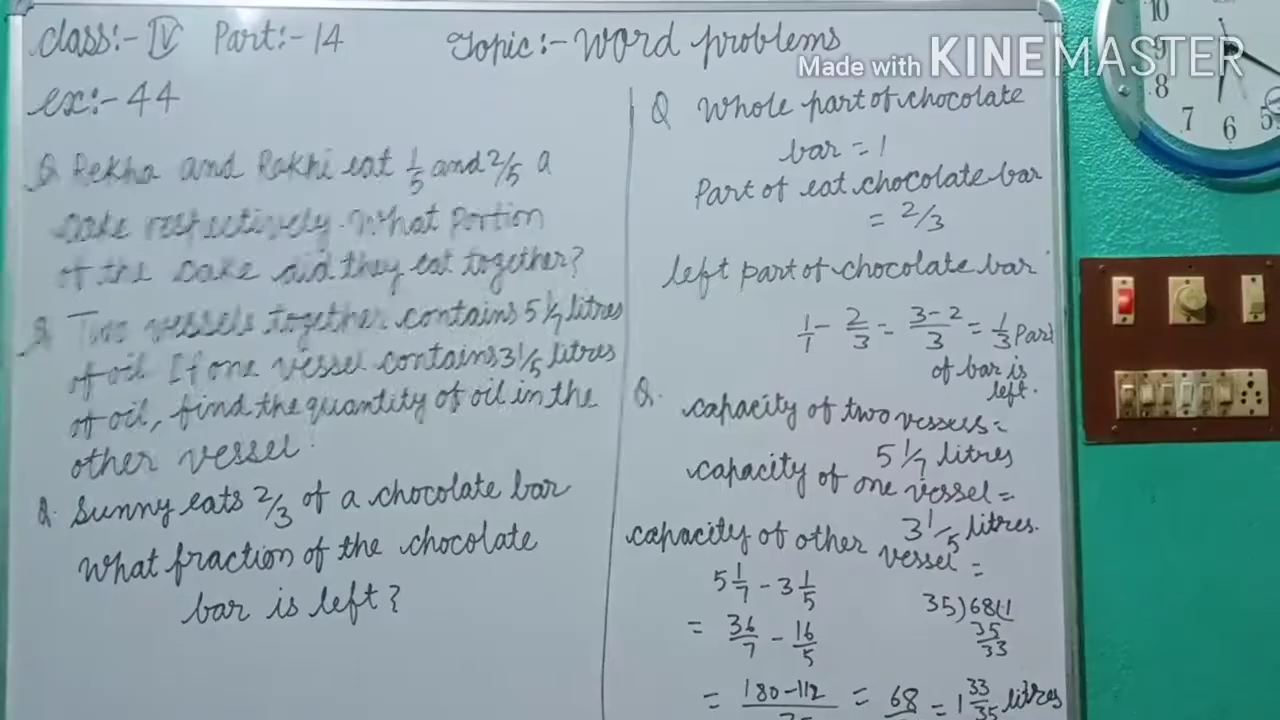 Class:- IV Part:- 14 Topic:- Word problems
Made with KINEMASTER
ex:- 44
Q Rekha and Rakhi eat 1/5 and 2/5 a
cake respectively. What Portion
of the cake did they eat together?
Q Two vessels together contains 5 1/7 litres
of oil If one vessel contains 3 1/5 litres
of oil, find the quantity of oil in the
other vessel.
Q. Sunny eats 2/3 of a chocolate bar
What fraction of the chocolate
bar is left?
Q Whole part of chocolate
bar = 1
Part of eat chocolate bar
= 2/3
left part of chocolate bar
1/1 - 2/3 = 3-2/3 = 1/3 Part
of bar is
left.
Q. capacity of two vessels =
5 1/7 litres
capacity of one vessel =
3 1/5 litres.
capacity of other vessel =
5 1/7 - 3 1/5
= 36/7 - 16/5
35)68(1
35
33
= 180-112/35 = 68/ = 1 33/35 litres
10
9
8
7
6
5